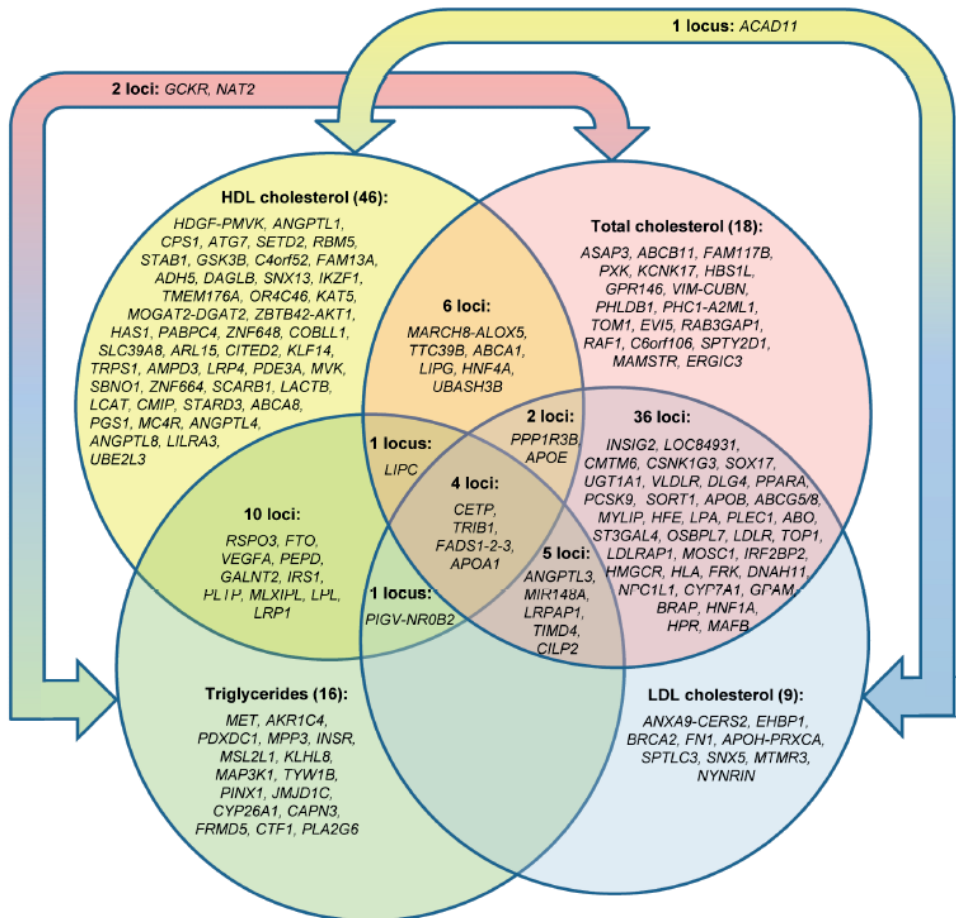 1 locus: ACAD11
2 loci: GCKR, NAT2
HDL cholesterol (46):
HDGF-PMVK, ANGPTL1,
CPS1, ATG7, SETD2, RBM5,
STAB1, GSK3B, C4orf52, FAM13A,
ADH5, DAGLB, SNX13, IKZF1,
TMEM176A, OR4C46, KAT5,
MOGAT2-DGAT2, ZBTB42-AKT1,
HAS1, PABPC4, ZNF648, COBLL1,
SLC39A8, ARL15, CITED2, KLF14,
TRPS1, AMPD3, LRP4, PDE3A, MVK,
SBNO1, ZNF664, SCARB1, LACTB,
LCAT, CMIP, STARD3, ABCA8,
PGS1, MC4R, ANGPTL4,
ANGPTL8, LILRA3,
UBE2L3
Total cholesterol (18):
ASAP3, ABCB11, FAM117B,
PXK, KCNK17, HBS1L,
GPR146, VIM-CUBN,
PHLDB1, PHC1-A2ML1,
TOM1, EVI5, RAB3GAP1,
RAF1, C6orf106, SPTY2D1,
MAMSTR, ERGIC3
6 loci:
MARCH8-ALOX5,
TTC39B, ABCA1,
LIPG, HNF4A,
UBASH3B
2 loci:
PPP1R3B,
APOE
36 loci:
INSIG2, LOC84931,
CMTM6, CSNK1G3, SOX17,
UGT1A1, VLDLR, DLG4, PPARA,
PCSK9, SORT1, APOB, ABCG5/8,
MYLIP, HFE, LPA, PLEC1, ABO,
ST3GAL4, OSBPL7, LDLR, TOP1,
LDLRAP1, MOSC1, IRF2BP2,
HMGCR, HLA, FRK, DNAH11,
NPC1L1, CYP7A1, GPAM,
BRAP, HNF1A,
HPR, MAFB
1 locus:
LIPC
4 loci:
CETP,
TRIB1,
FADS1-2-3,
APOA1
10 loci:
RSPO3, FTO,
VEGFA, PEPD,
GALNT2, IRS1,
PLTP, MLXIPL, LPL,
LRP1
5 loci:
ANGPTL3,
MIR148A,
LRPAP1,
TIMD4,
CILP2
1 locus:
PIGV-NR0B2
Triglycerides (16):
MET, AKR1C4,
PDXDC1, MPP3, INSR,
MSL2L1, KLHL8,
MAP3K1, TYW1B,
PINX1, JMJD1C,
CYP26A1, CAPN3,
FRMD5, CTF1, PLA2G6
LDL cholesterol (9):
ANXA9-CERS2, EHBP1,
BRCA2, FN1, APOH-PRXCA,
SPTLC3, SNX5, MTMR3,
NYNRIN